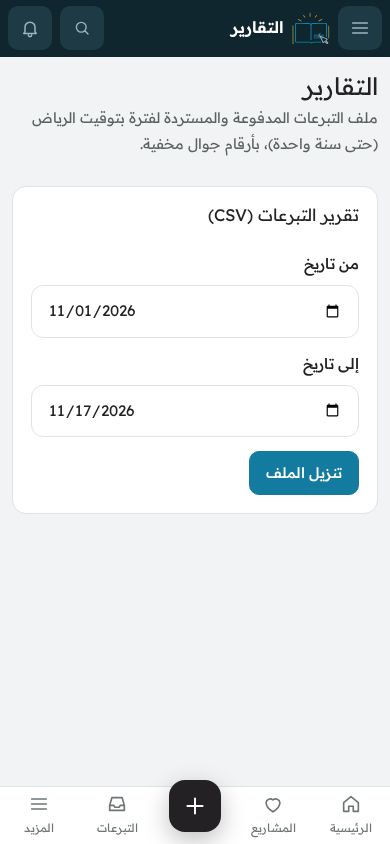 التقارير
التقارير
ملف التبرعات المدفوعة والمستردة لفترة بتوقيت الرياض
(حتى سنة واحدة)، بأرقام جوال مخفية.
تقرير التبرعات (CSV)
من تاريخ
11/01/2026
إلى تاريخ
11/17/2026
تنزيل الملف
الرئيسية
المشاريع
التبرعات
المزيد